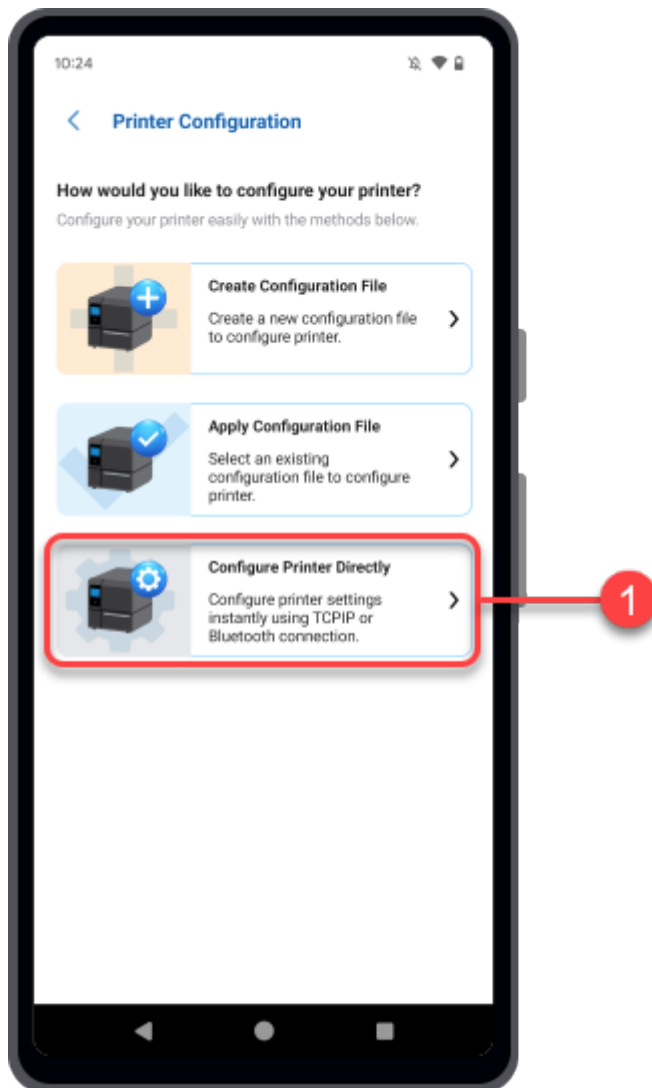 10:24
Printer Configuration
How would you like to configure your printer?
Configure your printer easily with the methods below.
Create Configuration File
Create a new configuration file
to configure printer.
Apply Configuration File
Select an existing
configuration file to configure
printer.
Configure Printer Directly
Configure printer settings
instantly using TCPIP or
Bluetooth connection.
1